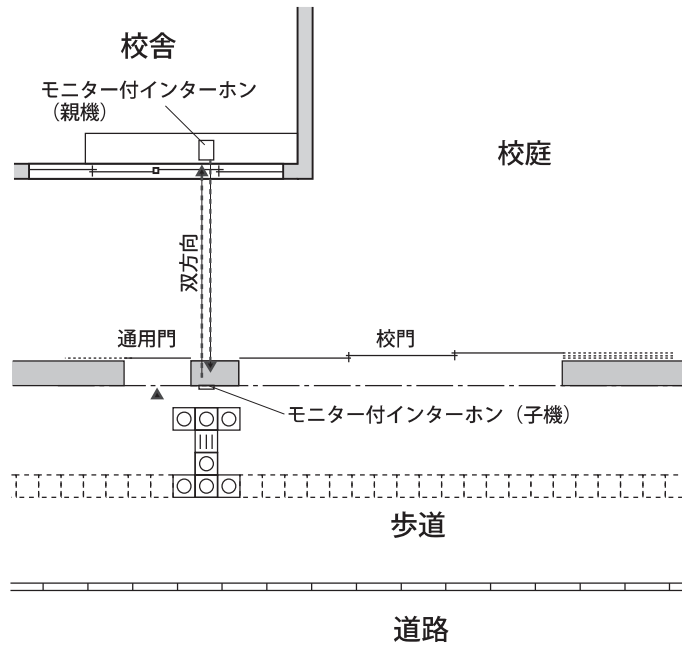 校舎
モニター付インターホン
（親機）
校庭
双方向
通用門
校門
モニター付インターホン（子機）
歩道
道路